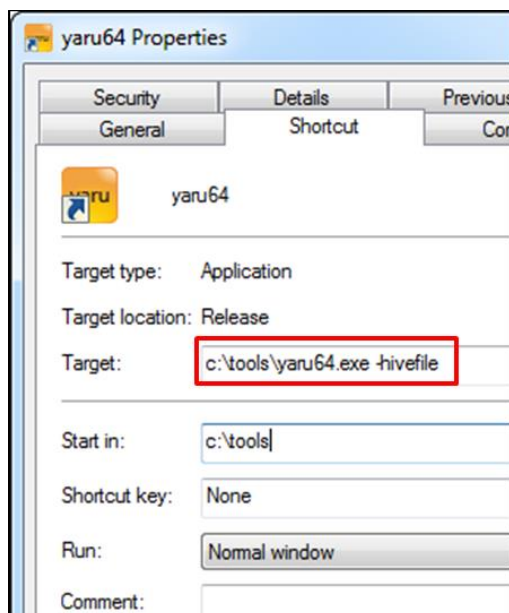 yaru64 Properties
Security Details Previous
General Shortcut
yaru yaru64
Target type: Application
Target location: Release
Target: c:\tools\yaru64.exe -hivefile
Start in: c:\tools
Shortcut key: None
Run: Normal window
Comment: